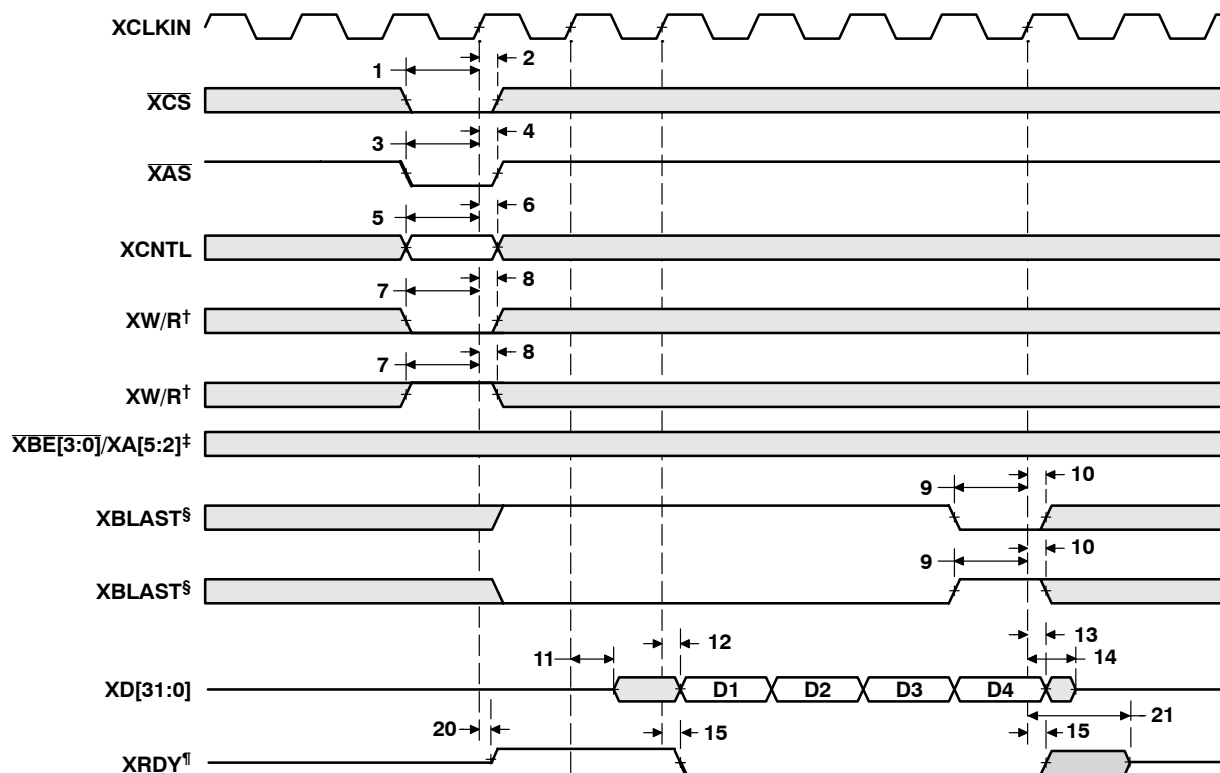 XCLKIN
1 2
XCS
3 4
XAS
5 6
XCNTL
7 8
XW/R†
7 8
XW/R†
XBE[3:0]/XA[5:2]‡
9 10
XBLAST§
9 10
XBLAST§
11 12 13 14
XD[31:0] D1 D2 D3 D4
20 15 15 21
XRDY¶